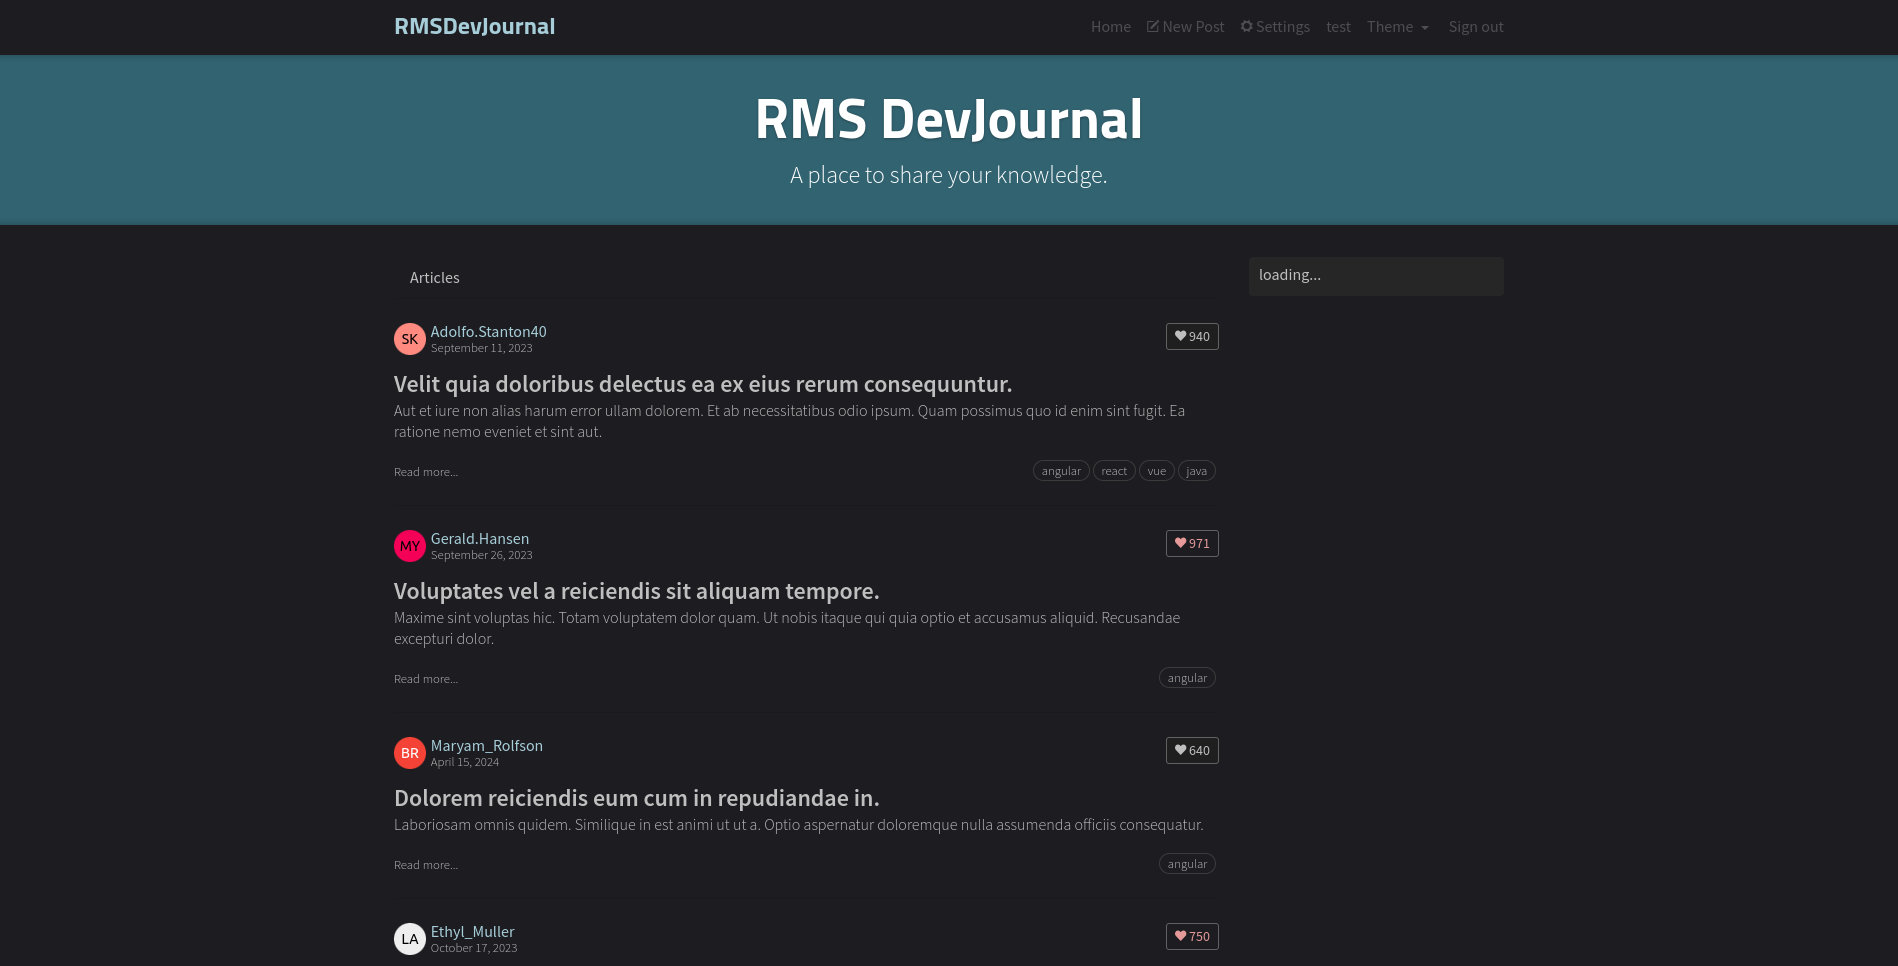 RMSDevJournal
Home New Post Settings test Theme Sign out
RMS DevJournal
A place to share your knowledge.
Articles
loading...
SK Adolfo.Stanton40
September 11, 2023
940
Velit quia doloribus delectus ea ex eius rerum consequuntur.
Aut et iure non alias harum error ullam dolorem. Et ab necessitatibus odio ipsum. Quam possimus quo id enim sint fugit. Ea
ratione nemo eveniet et sint aut.
Read more...
angular react vue java
MY Gerald.Hansen
September 26, 2023
971
Voluptates vel a reiciendis sit aliquam tempore.
Maxime sint voluptas hic. Totam voluptatem dolor quam. Ut nobis itaque qui quia optio et accusamus aliquid. Recusandae
excepturi dolor.
Read more...
angular
BR Maryam_Rolfson
April 15, 2024
640
Dolorem reiciendis eum cum in repudiandae in.
Laboriosam omnis quidem. Similique in est animi ut ut a. Optio aspernatur doloremque nulla assumenda officiis consequatur.
Read more...
angular
LA Ethyl_Muller
October 17, 2023
750